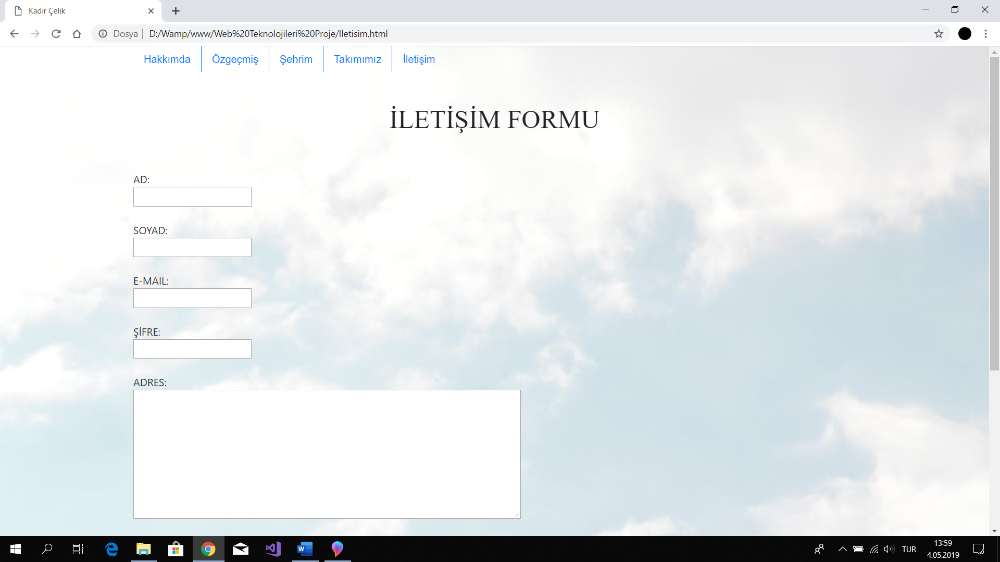 Kadir Çelik
Dosya | D:/Wamp/www/Web%20Teknolojileri%20Proje/Iletisim.html
Hakkımda Özgeçmiş Şehrim Takımımız İletişim
İLETİŞİM FORMU
AD:
SOYAD:
E-MAIL:
ŞİFRE:
ADRES:
TUR
13:59
4.05.2019